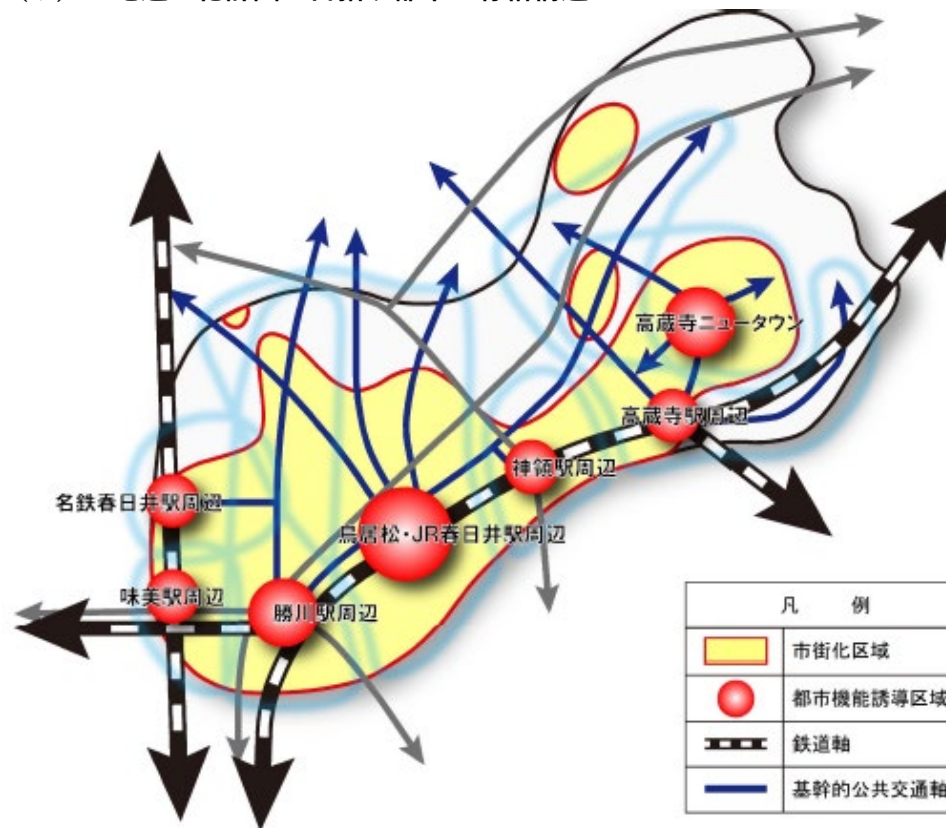 高蔵寺ニュータウン
高蔵寺駅周辺
神領駅周辺
名鉄春日井駅周辺
鳥居松・JR春日井駅周辺
味美駅周辺
勝川駅周辺
凡 例
市街化区域
都市機能誘導区域
鉄道軸
基幹的公共交通軸